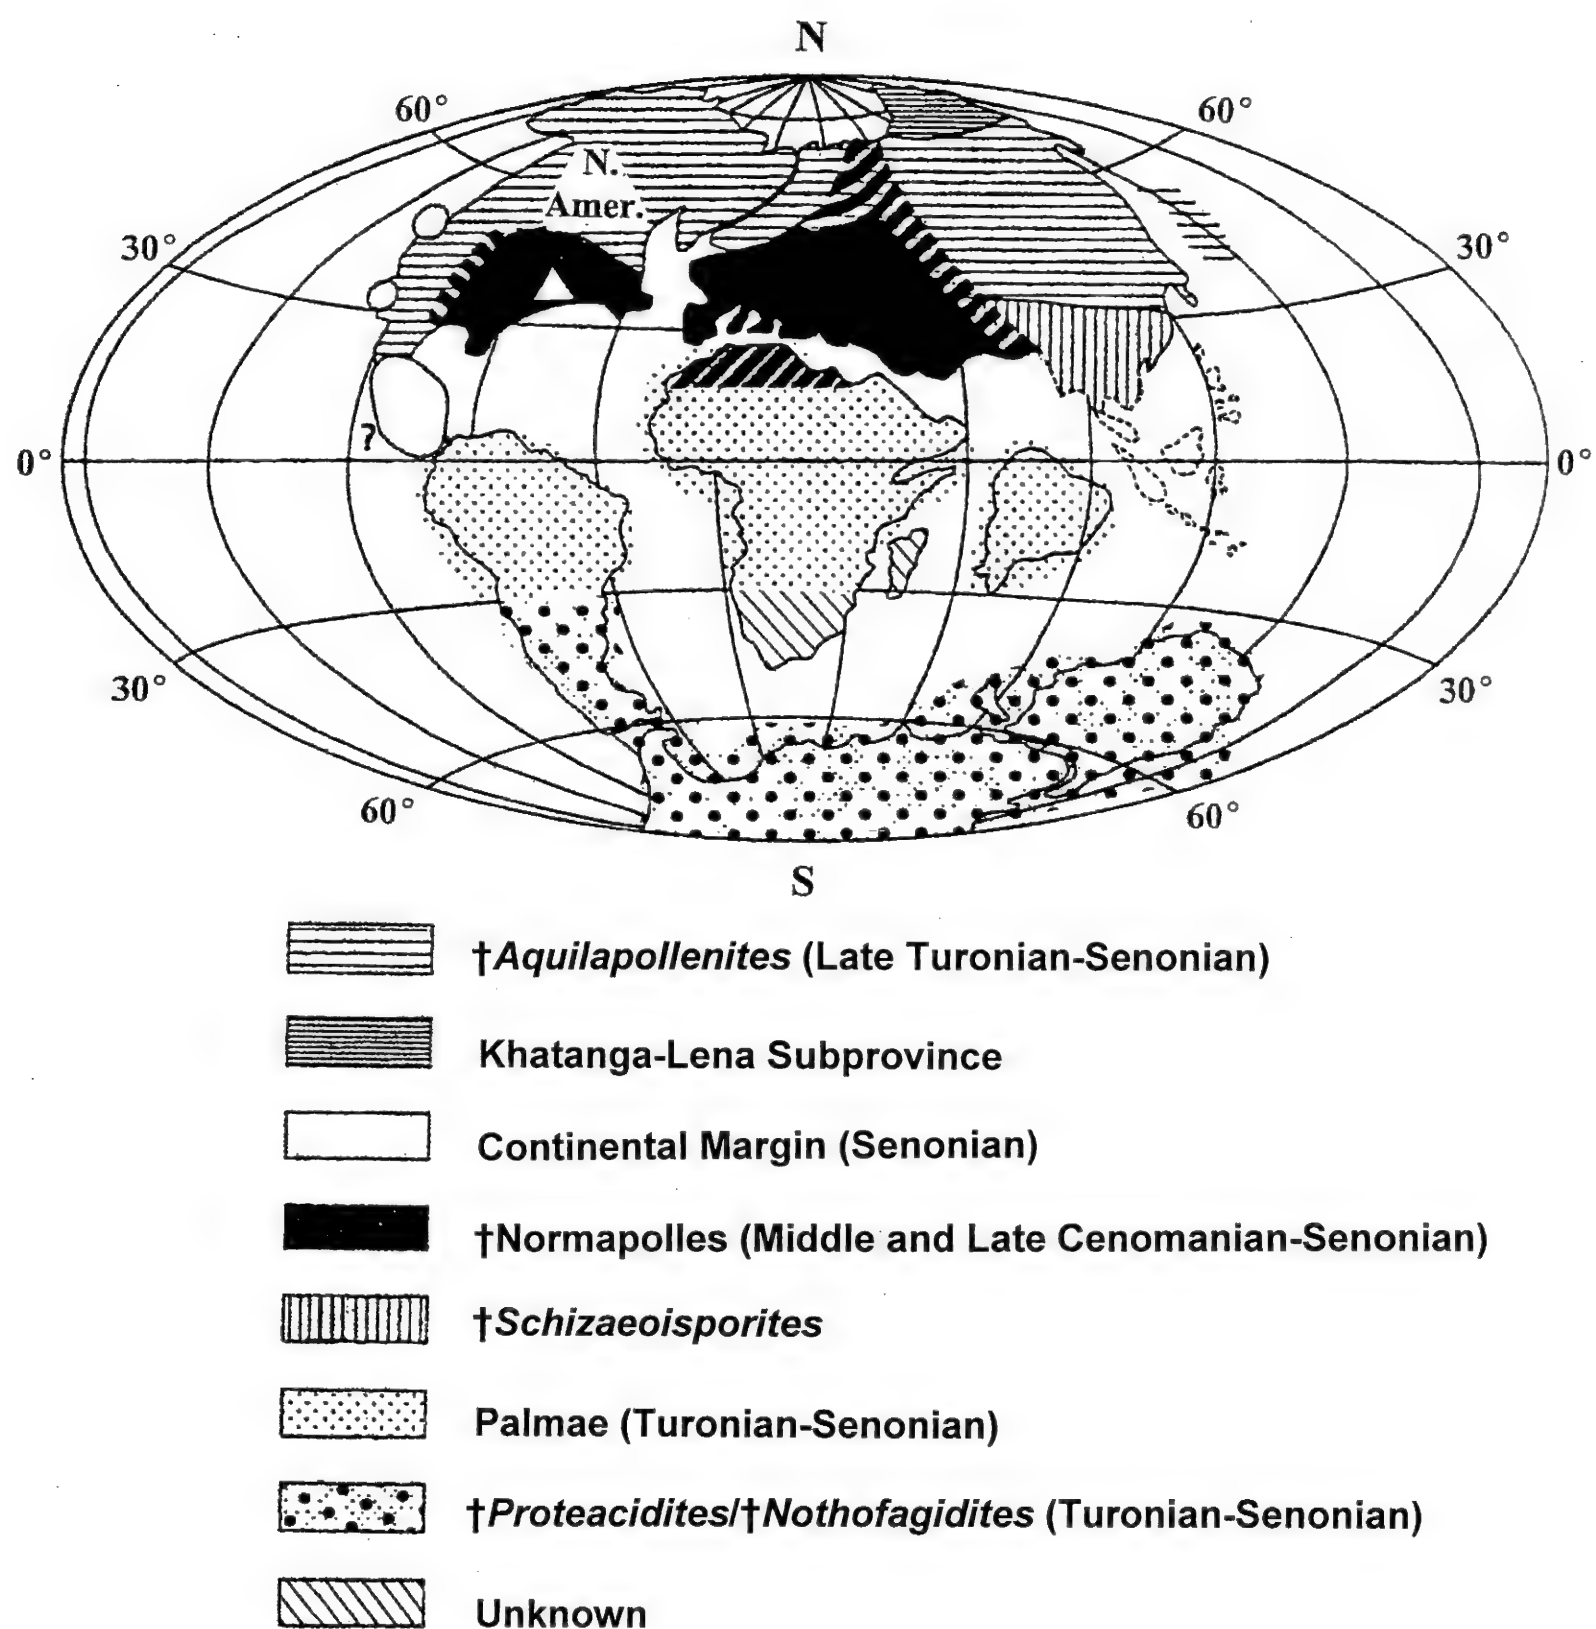 N
60°
60°
N.
Amer.
30°
30°
?
0°
0°
30°
30°
60°
60°
S
†Aquilapollenites (Late Turonian-Senonian)
Khatanga-Lena Subprovince
Continental Margin (Senonian)
†Normapolles (Middle and Late Cenomanian-Senonian)
†Schizaeoisporites
Palmae (Turonian-Senonian)
†Proteacidites/†Nothofagidites (Turonian-Senonian)
Unknown